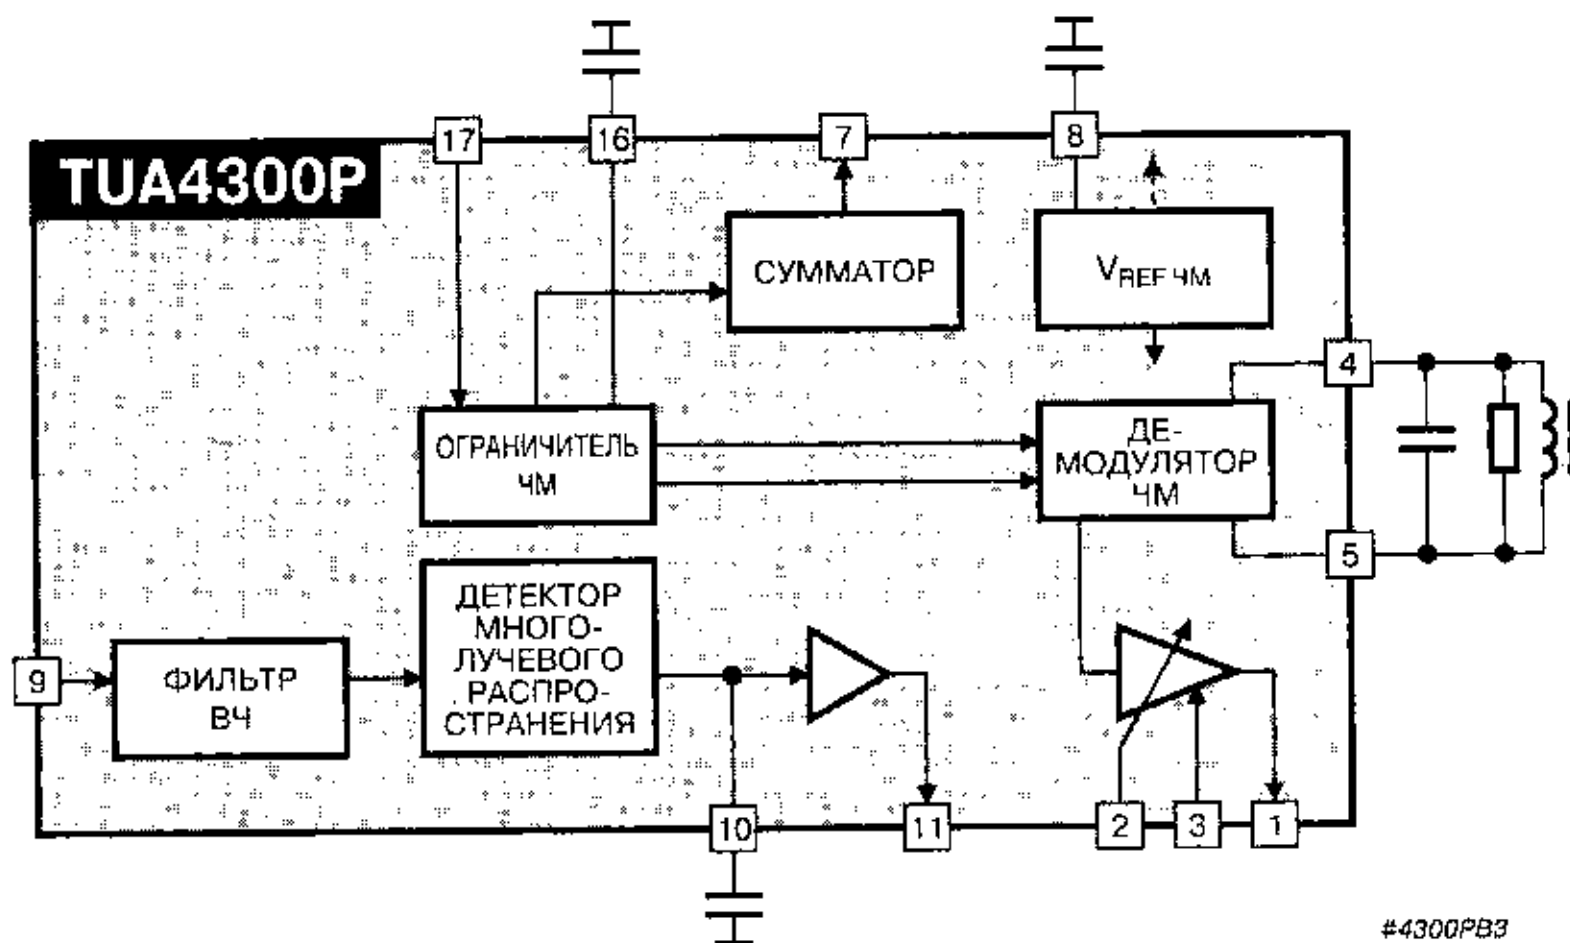 17
16
7
8
TUA4300P
СУММАТОР
VREF ЧМ
4
ОГРАНИЧИТЕЛЬ
ЧМ
ДЕ-
МОДУЛЯТОР
ЧМ
5
ДЕТЕКТОР
МНОГО-
ЛУЧЕВОГО
РАСПРО-
СТРАНЕНИЯ
9
ФИЛЬТР
ВЧ
10
11
2
3
1
#4300PB3